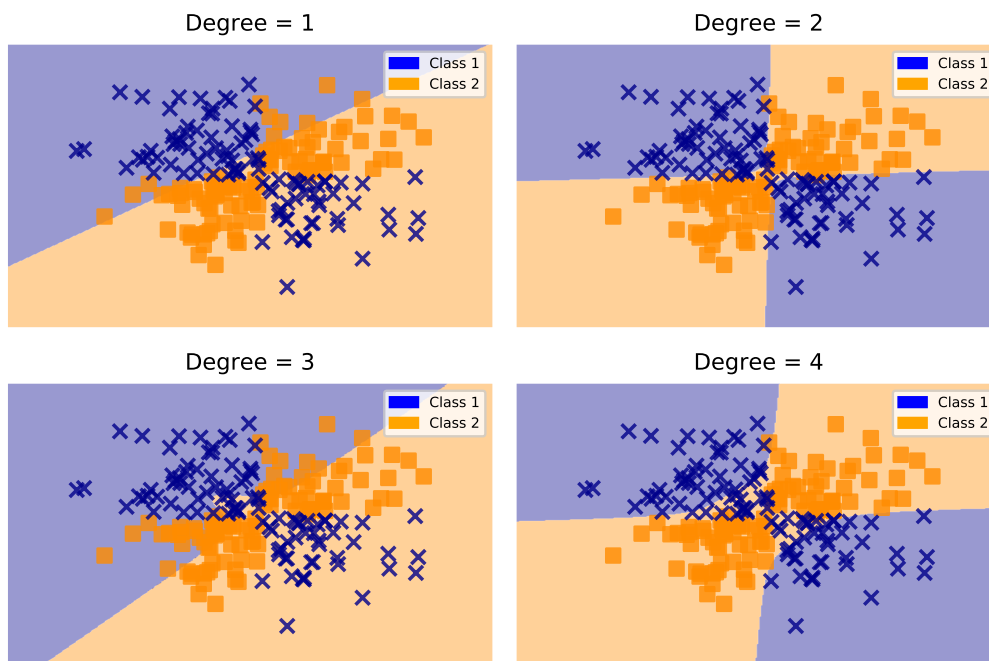 Degree = 1
Class 1
Class 2
Degree = 2
Class 1
Class 2
Degree = 3
Class 1
Class 2
Degree = 4
Class 1
Class 2